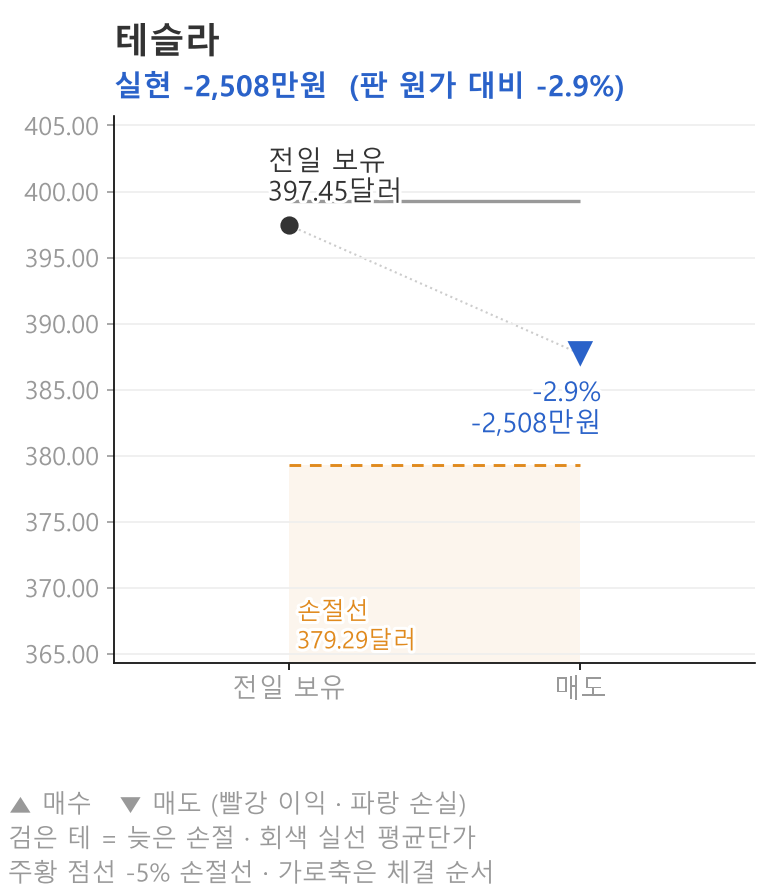 테슬라
실현 -2,508만원 (판 원가 대비 -2.9%)
405.00
전일 보유
400.00
397.45달러
395.00
390.00
385.00
-2.9%
-2,508만원
380.00
375.00
370.00
손절선
379.29달러
365.00
전일 보유 매도
▲ 매수 ▼ 매도 (빨강 이익 · 파랑 손실)
검은 테 = 늦은 손절 · 회색 실선 평균단가
주황 점선 -5% 손절선 · 가로축은 체결 순서